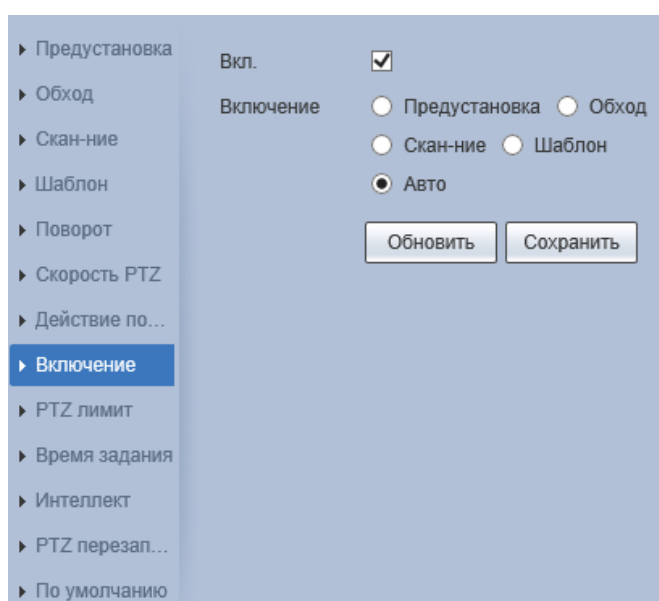 Предустановка
Обход
Скан-ние
Шаблон
Поворот
Скорость PTZ
Действие по...
Включение
PTZ лимит
Время задания
Интеллект
PTZ перезап...
По умолчанию
Вкл.
Включение Предустановка Обход
Скан-ние Шаблон
Авто
Обновить Сохранить